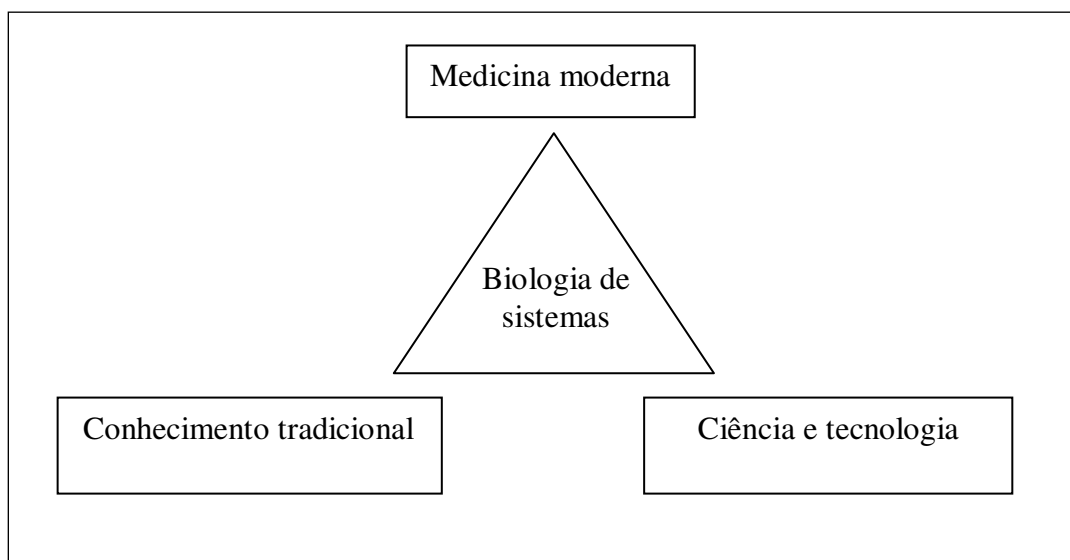 Medicina moderna
Biologia de
sistemas
Conhecimento tradicional
Ciência e tecnologia